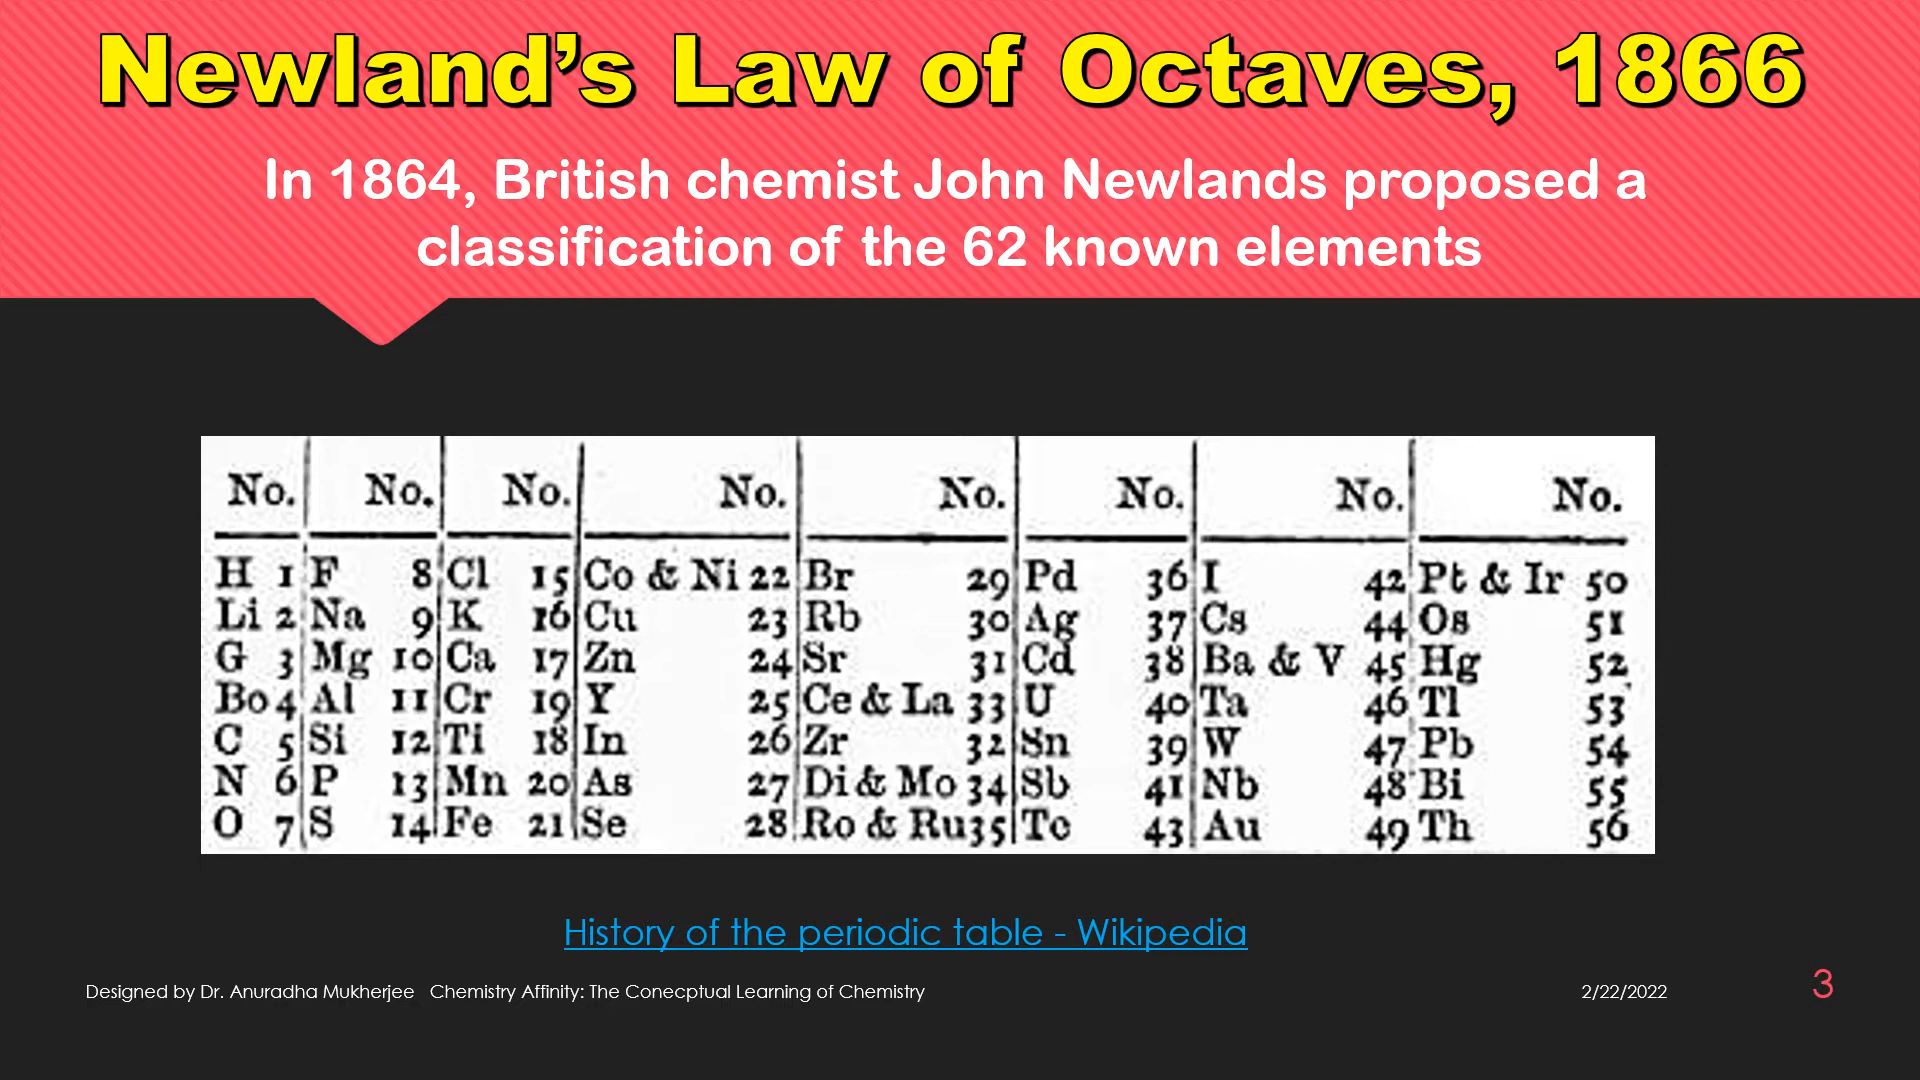 Newland’s Law of Octaves, 1866
In 1864, British chemist John Newlands proposed a
classification of the 62 known elements
No. No. No. No. No. No. No. No.
H 1 F 8 Cl 15 Co & Ni 22 Br 29 Pd 36 I 42 Pt & Ir 50
Li 2 Na 9 K 16 Cu 23 Rb 30 Ag 37 Cs 44 Os 51
G 3 Mg 10 Ca 17 Zn 24 Sr 31 Cd 38 Ba & V 45 Hg 52
Bo 4 Al 11 Cr 19 Y 25 Ce & La 33 U 40 Ta 46 Tl 53
C 5 Si 12 Ti 18 In 26 Zr 32 Sn 39 W 47 Pb 54
N 6 P 13 Mn 20 As 27 Di & Mo 34 Sb 41 Nb 48 Bi 55
O 7 S 14 Fe 21 Se 28 Ro & Ru 35 Te 43 Au 49 Th 56
History of the periodic table - Wikipedia
Designed by Dr. Anuradha Mukherjee Chemistry Affinity: The Conecptual Learning of Chemistry 2/22/2022 3